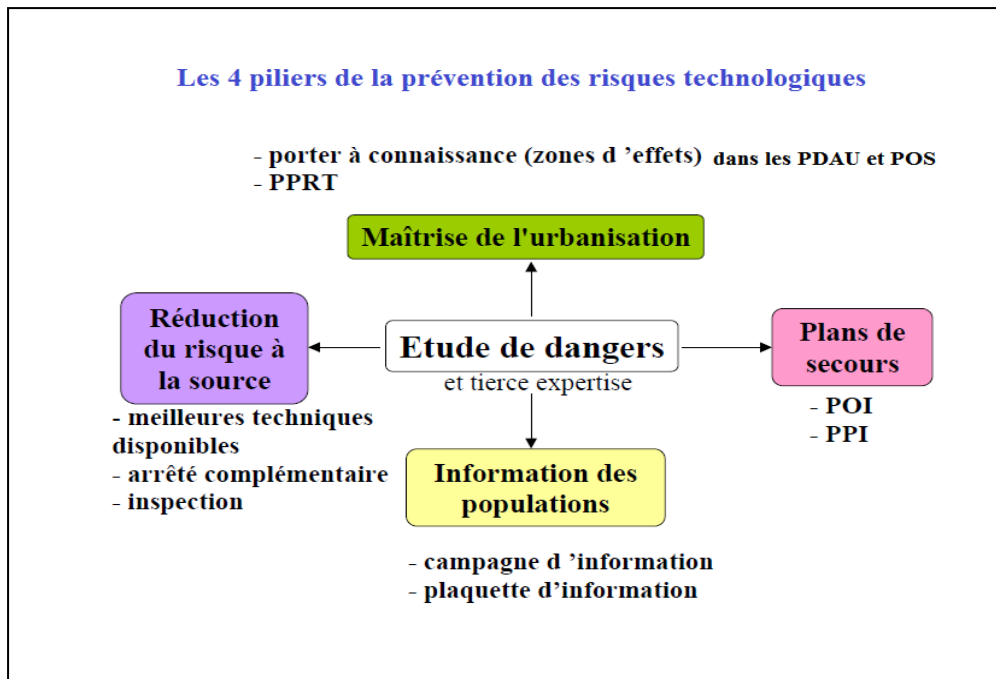 Les 4 piliers de la prévention des risques technologiques
- porter à connaissance (zones d ’effets) dans les PDAU et POS
- PPRT
Maîtrise de l'urbanisation
Réduction
du risque à
la source
- meilleures techniques
disponibles
- arrêté complémentaire
- inspection
Etude de dangers
et tierce expertise
Plans de
secours
- POI
- PPI
Information des
populations
- campagne d ’information
- plaquette d’information